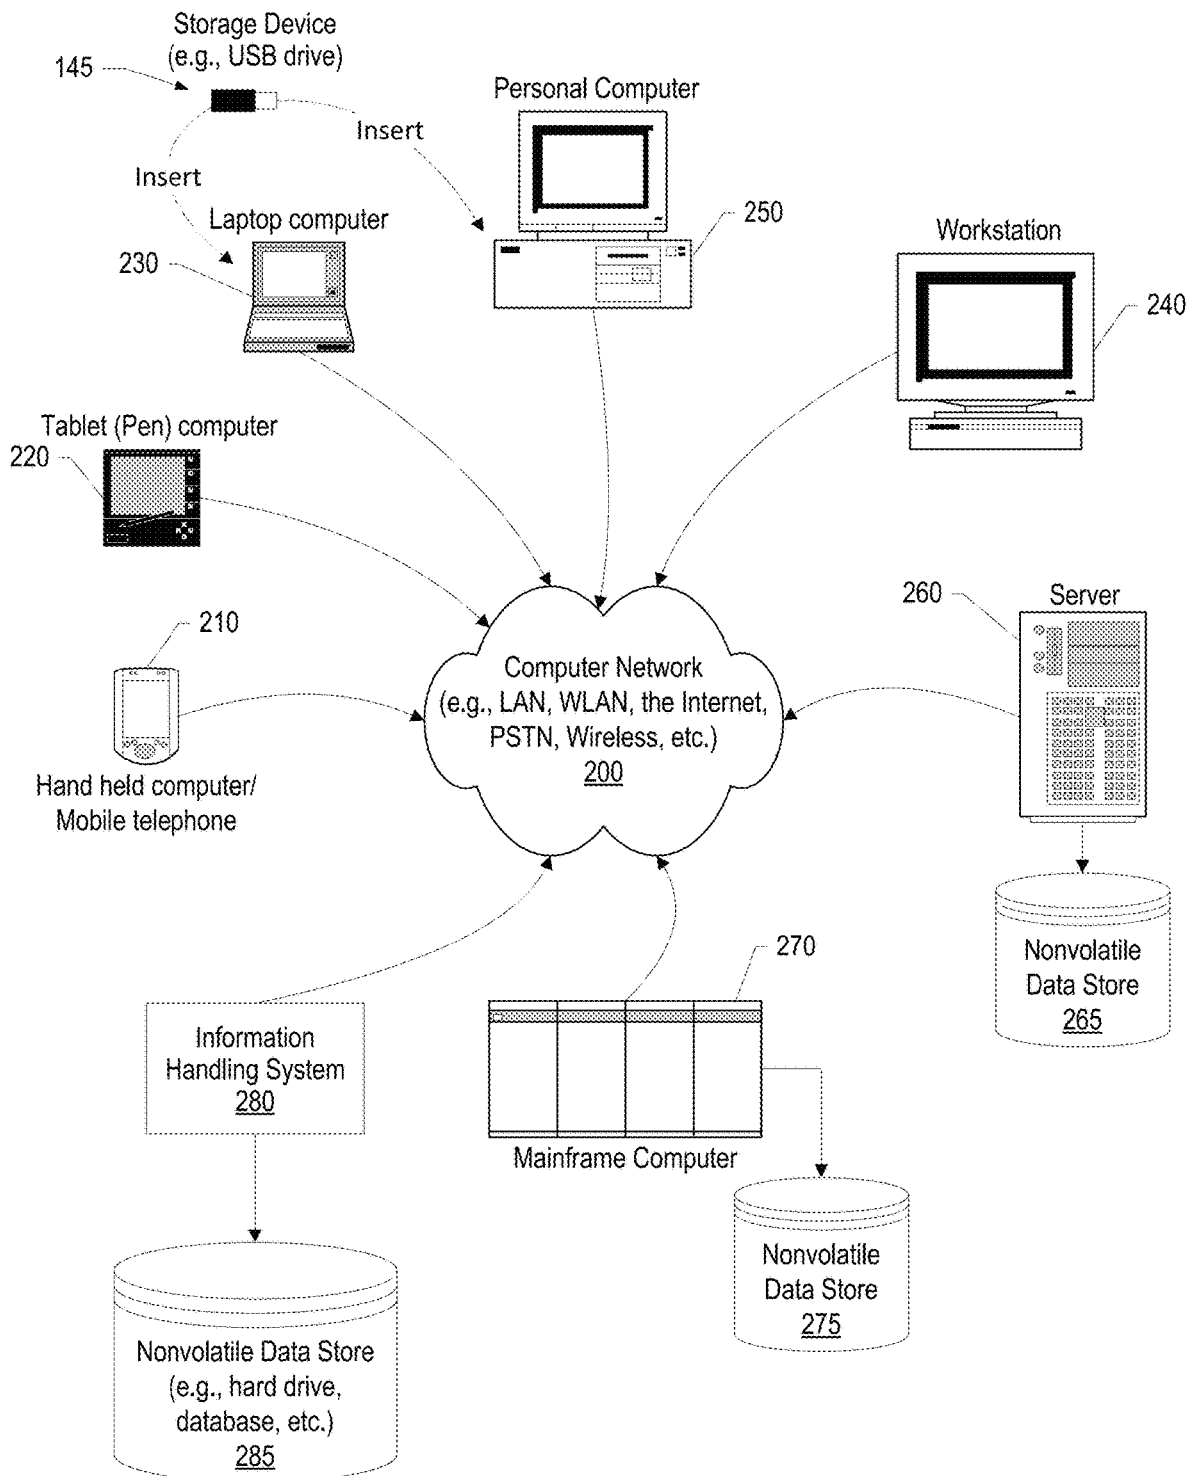 Storage Device
(e.g., USB drive)
145
Insert
Insert
Personal Computer
250
Laptop computer
230
Workstation
240
Tablet (Pen) computer
220
260
Server
210
Hand held computer/
Mobile telephone
Computer Network
(e.g., LAN, WLAN, the Internet,
PSTN, Wireless, etc.)
200
Nonvolatile
Data Store
265
270
Mainframe Computer
Information
Handling System
280
Nonvolatile
Data Store
275
Nonvolatile Data Store
(e.g., hard drive,
database, etc.)
285